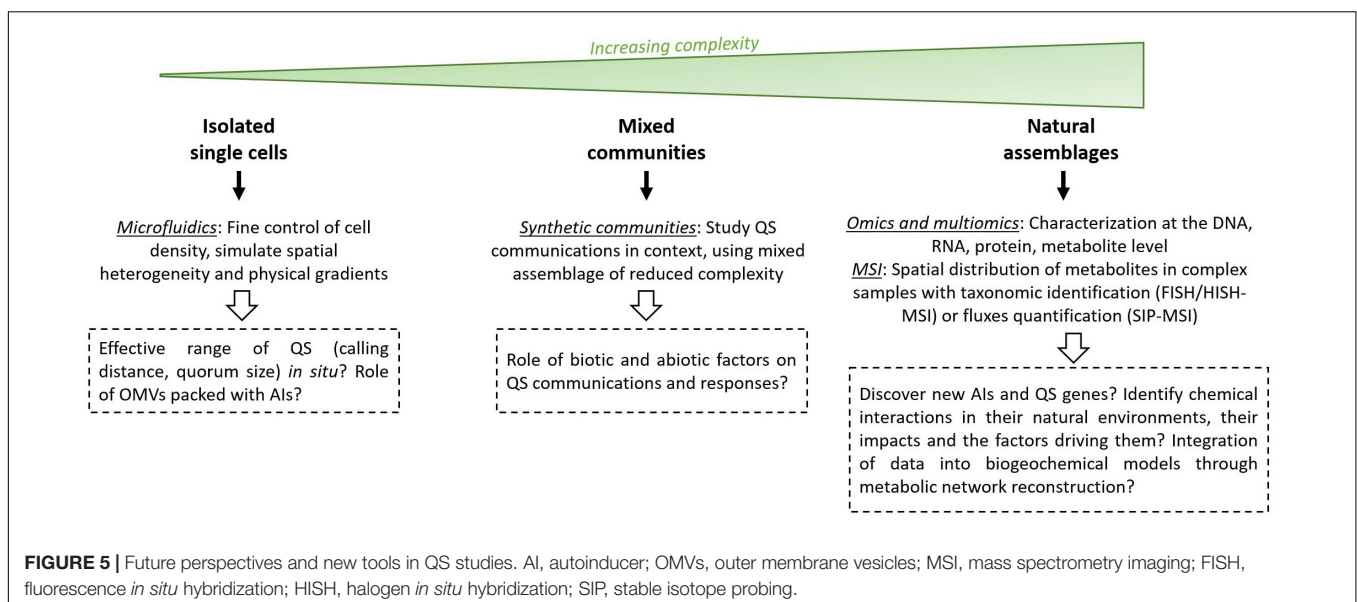 Increasing complexity
Isolated
single cells
Microfluidics: Fine control of cell
density, simulate spatial
heterogeneity and physical gradients
Effective range of QS (calling
distance, quorum size) in situ? Role
of OMVs packed with AIs?
Mixed
communities
Synthetic communities: Study QS
communications in context, using mixed
assemblage of reduced complexity
Role of biotic and abiotic factors on
QS communications and responses?
Natural
assemblages
Omics and multiomics: Characterization at the DNA,
RNA, protein, metabolite level
MSI: Spatial distribution of metabolites in complex
samples with taxonomic identification (FISH/HISH-
MSI) or fluxes quantification (SIP-MSI)
Discover new AIs and QS genes? Identify chemical
interactions in their natural environments, their
impacts and the factors driving them? Integration
of data into biogeochemical models through
metabolic network reconstruction?
FIGURE 5 | Future perspectives and new tools in QS studies. AI, autoinducer; OMVs, outer membrane vesicles; MSI, mass spectrometry imaging; FISH,
fluorescence in situ hybridization; HISH, halogen in situ hybridization; SIP, stable isotope probing.